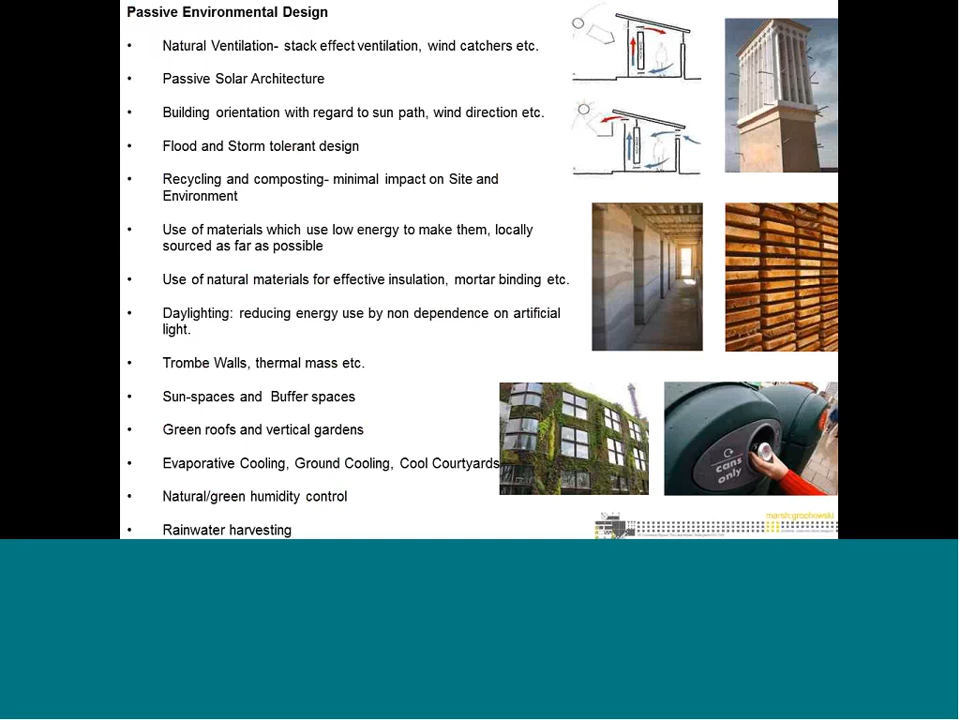 Passive Environmental Design
• Natural Ventilation- stack effect ventilation, wind catchers etc.
• Passive Solar Architecture
• Building orientation with regard to sun path, wind direction etc.
• Flood and Storm tolerant design
• Recycling and composting- minimal impact on Site and
Environment
• Use of materials which use low energy to make them, locally
sourced as far as possible
• Use of natural materials for effective insulation, mortar binding etc.
• Daylighting: reducing energy use by non dependence on artificial
light.
• Trombe Walls, thermal mass etc.
• Sun-spaces and Buffer spaces
• Green roofs and vertical gardens
• Evaporative Cooling, Ground Cooling, Cool Courtyards
• Natural/green humidity control
• Rainwater harvesting
cans
only
marsh:grochowski